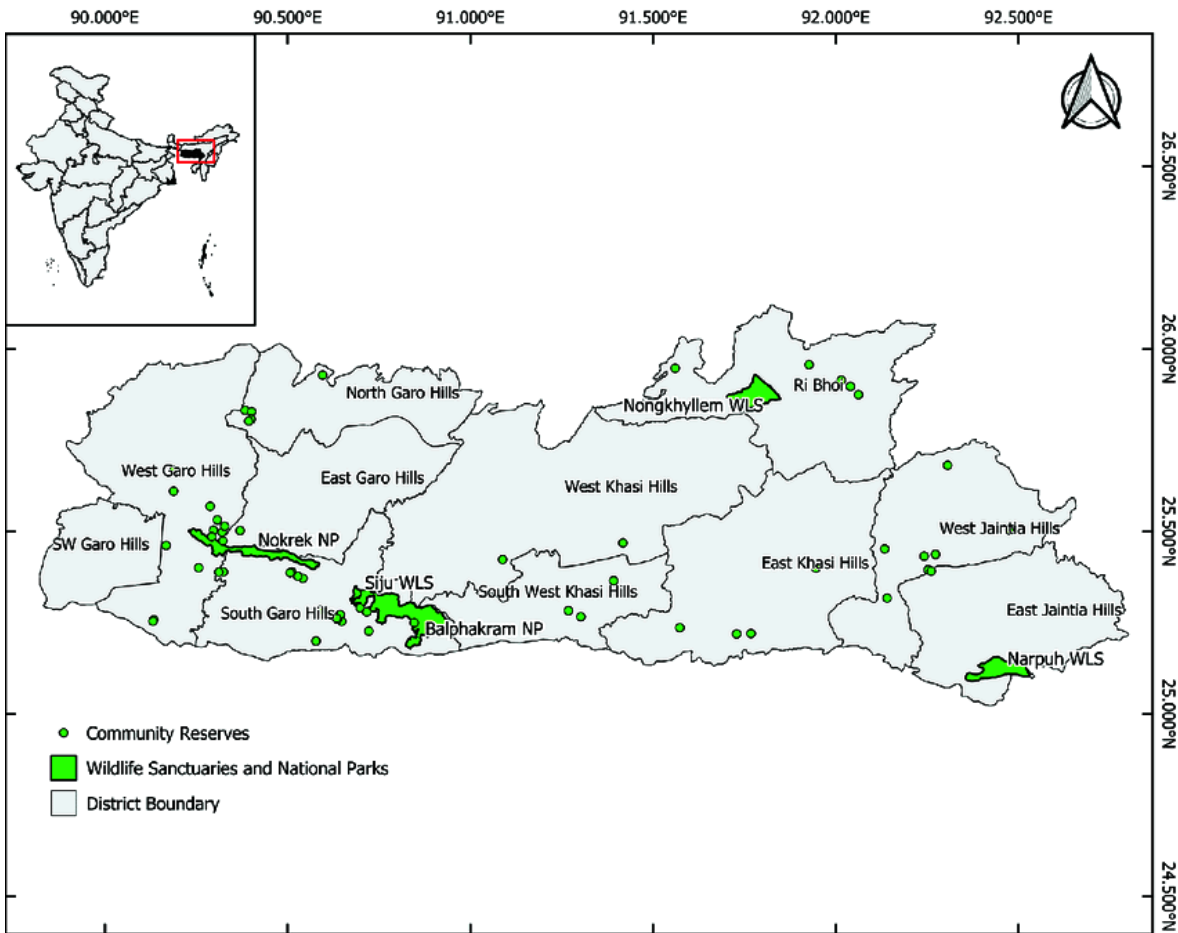 90.000°E
90.500°E
91.000°E
91.500°E
92.000°E
92.500°E
26.500°N
26.000°N
North Garo Hills
Ri Bhoi
Nongkhyllem WLS
West Garo Hills
East Garo Hills
West Khasi Hills
25.500°N
West Jaintia Hills
SW Garo Hills
Nokrek NP
East Khasi Hills
Siju WLS
South West Khasi Hills
South Garo Hills
East Jaintia Hills
Balphakram NP
Narpuh WLS
25.000°N
Community Reserves
Wildlife Sanctuaries and National Parks
District Boundary
24.500°N